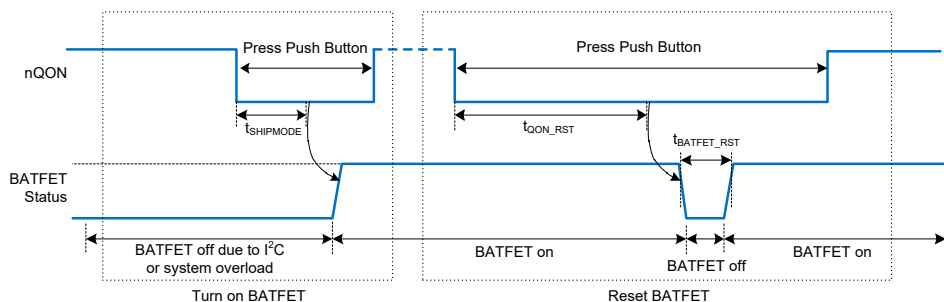 Press Push Button
Press Push Button
nQON
tSHIPMODE
tQON_RST
tBATFET_RST
BATFET
Status
BATFET off due to I2C
or system overload
BATFET on
BATFET off
BATFET on
Turn on BATFET
Reset BATFET